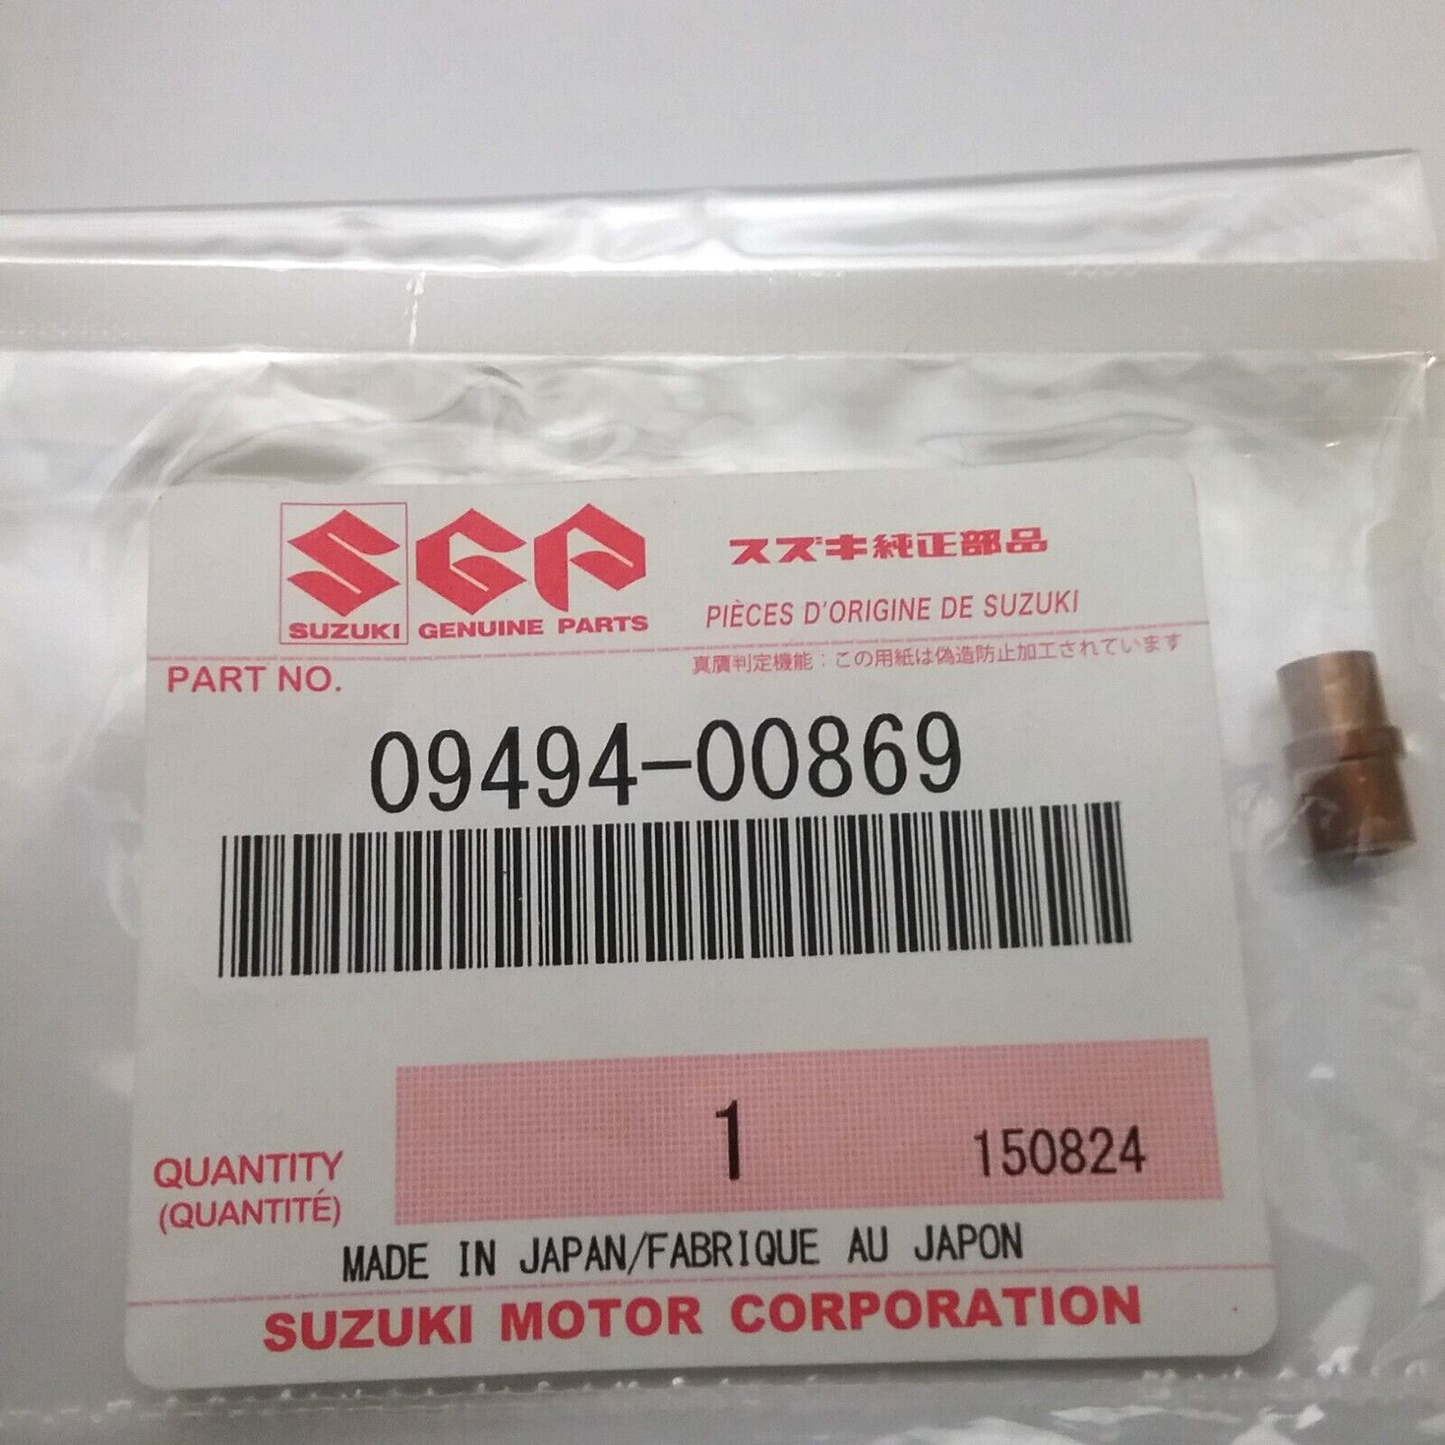 SGP
スズキ純正部品
SUZUKI GENUINE PARTS
PIÈCES D'ORIGINE DE SUZUKI
真贋判定機能：この用紙は偽造防止加工されています
PART NO.
09494-00869
1
150824
QUANTITY
(QUANTITÉ)
MADE IN JAPAN/FABRIQUE AU JAPON
SUZUKI MOTOR CORPORATION